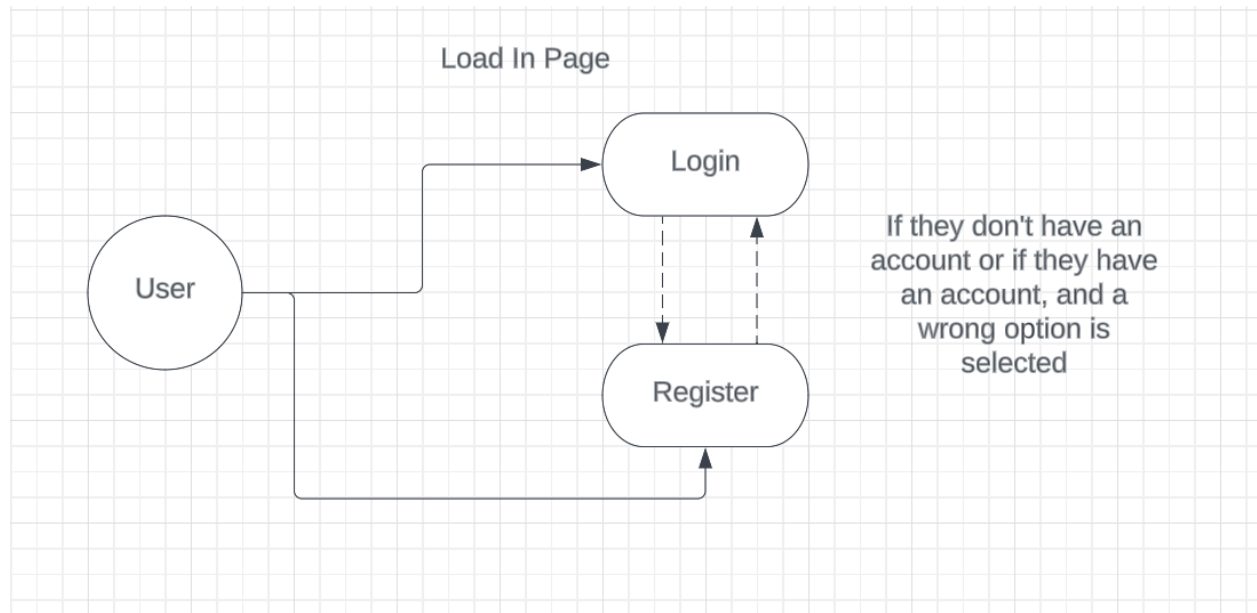 Load In Page
Login
User
If they don't have an
account or if they have
an account, and a
wrong option is
selected
Register